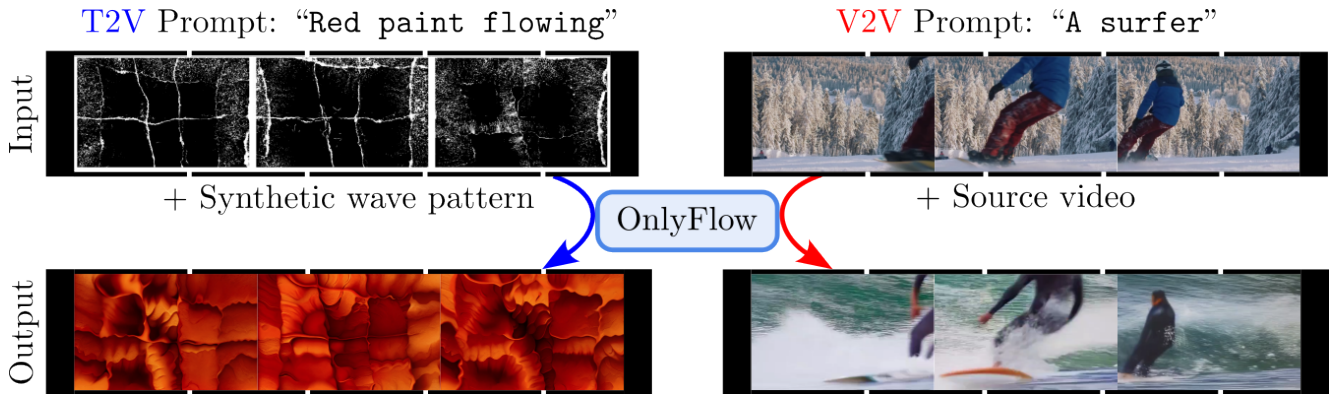 T2V Prompt: “Red paint flowing”
V2V Prompt: “A surfer”
Input
+ Synthetic wave pattern
+ Source video
OnlyFlow
Output